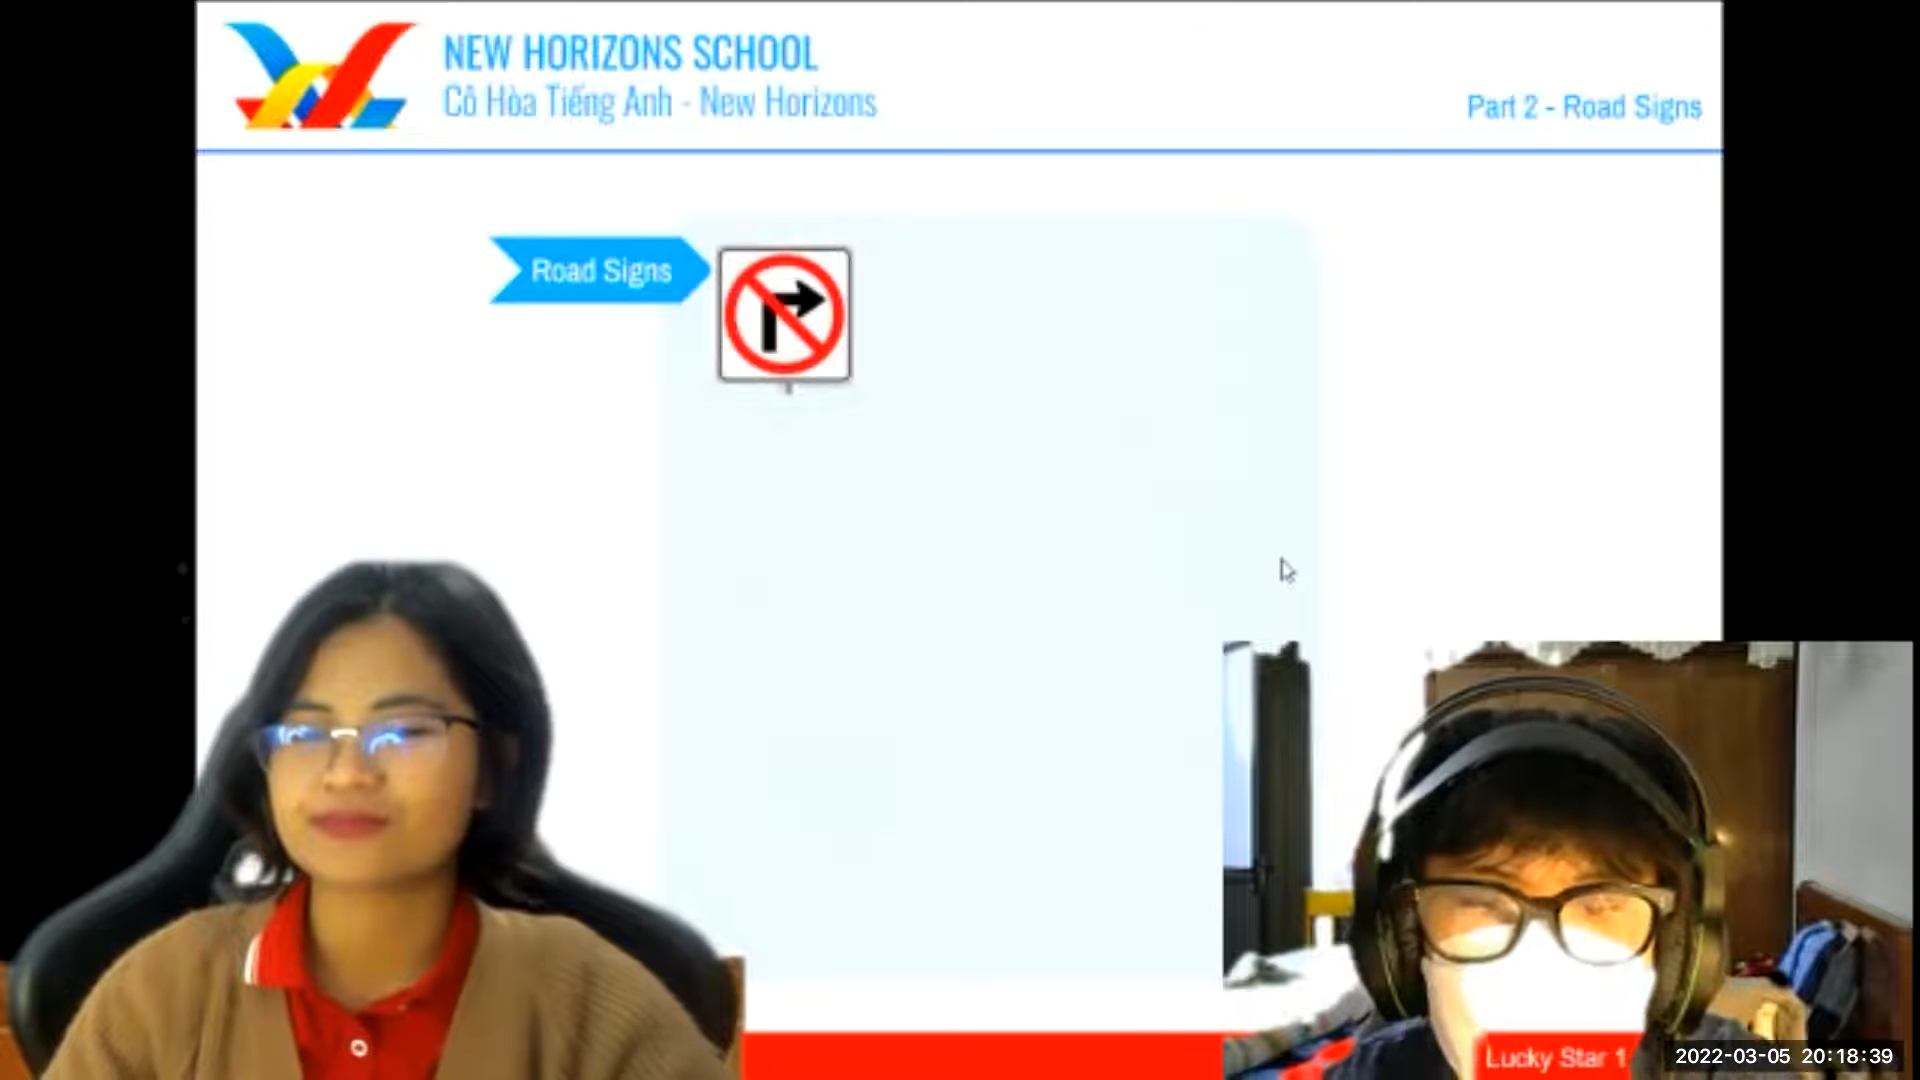 NEW HORIZONS SCHOOL
Cô Hòa Tiếng Anh - New Horizons
Part 2 - Road Signs
Road Signs
Lucky Star 1
2022-03-05 20:18:39